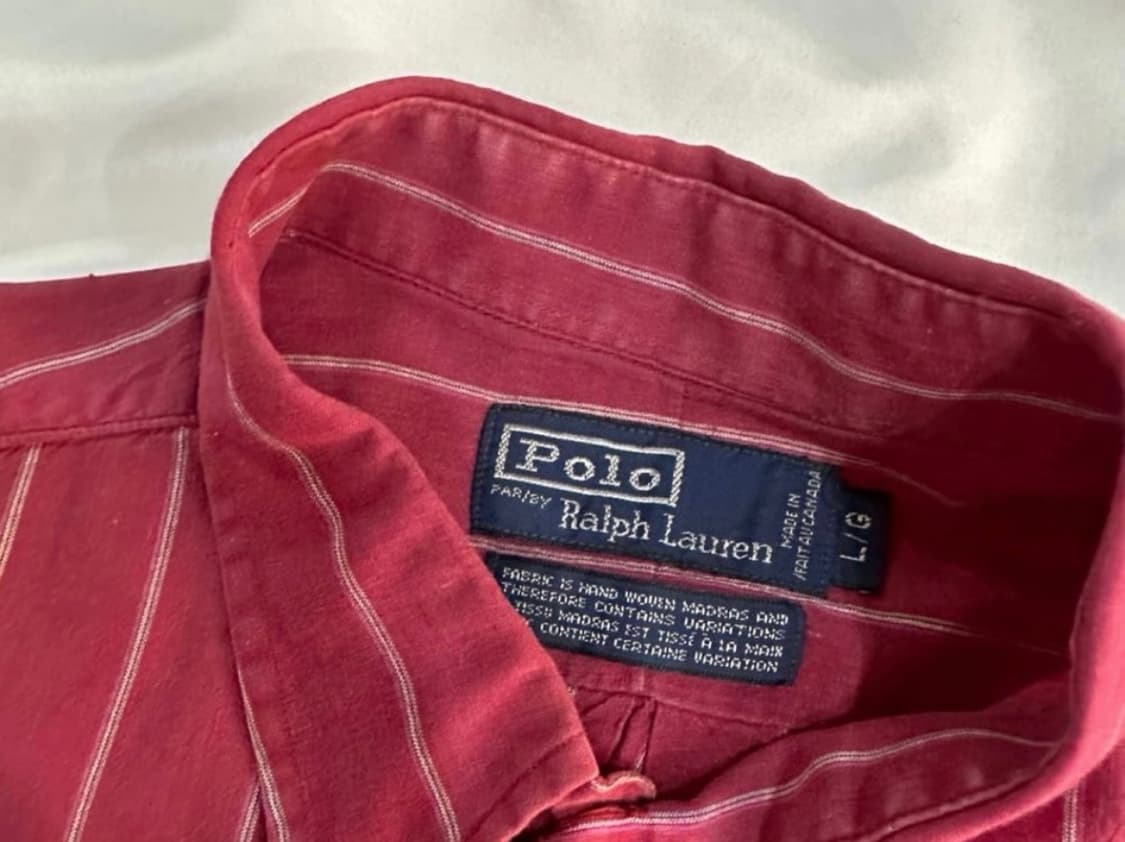 Polo
PAR/BY
Ralph Lauren
MADE IN
/FAIT AU CANADA
L/G
FABRIC IS HAND WOVEN MADRAS AND
THEREFORE CONTAINS VARIATIONS
TISSU MADRAS EST TISSÉ À LA MAIN
CONTIENT CERTAINE VARIATION